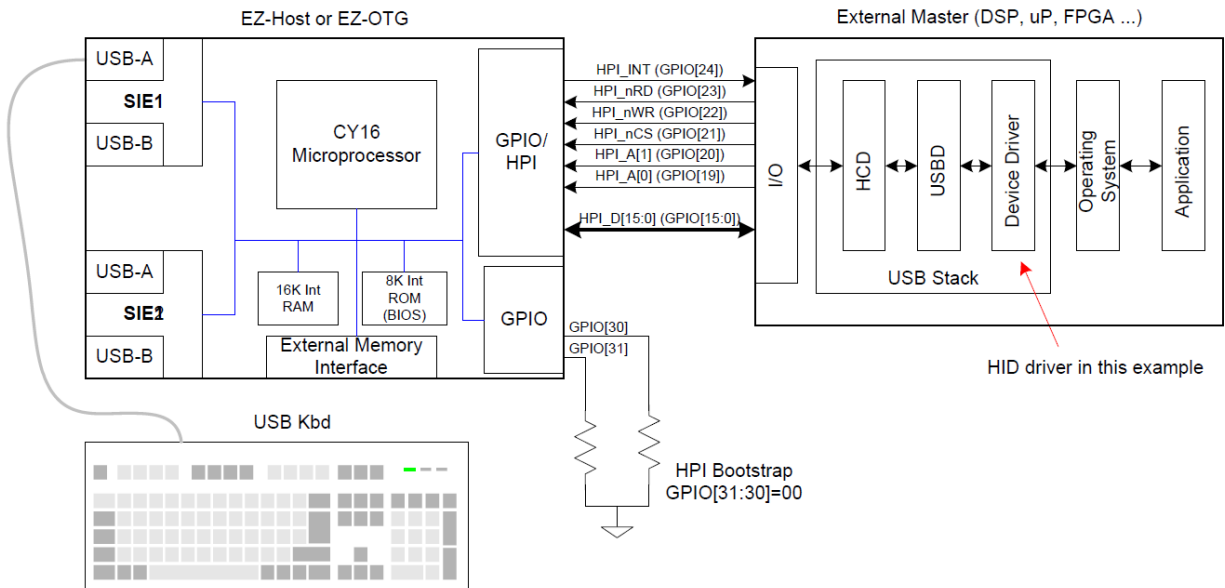 EZ-Host or EZ-OTG
External Master (DSP, uP, FPGA ...)
USB-A
SIE1
USB-B
CY16
Microprocessor
GPIO/
HPI
HPI_INT (GPIO[24])
HPI_nRD (GPIO[23])
HPI_nWR (GPIO[22])
HPI_nCS (GPIO[21])
HPI_A[1] (GPIO[20])
HPI_A[0] (GPIO[19])
HPI_D[15:0] (GPIO[15:0])
I/O
HCD
USBD
Device Driver
Operating
System
Application
USB Stack
USB-A
SIE2
USB-B
16K Int
RAM
8K Int
ROM
(BIOS)
GPIO
External Memory
Interface
GPIO[30]
GPIO[31]
HID driver in this example
USB Kbd
HPI Bootstrap
GPIO[31:30]=00